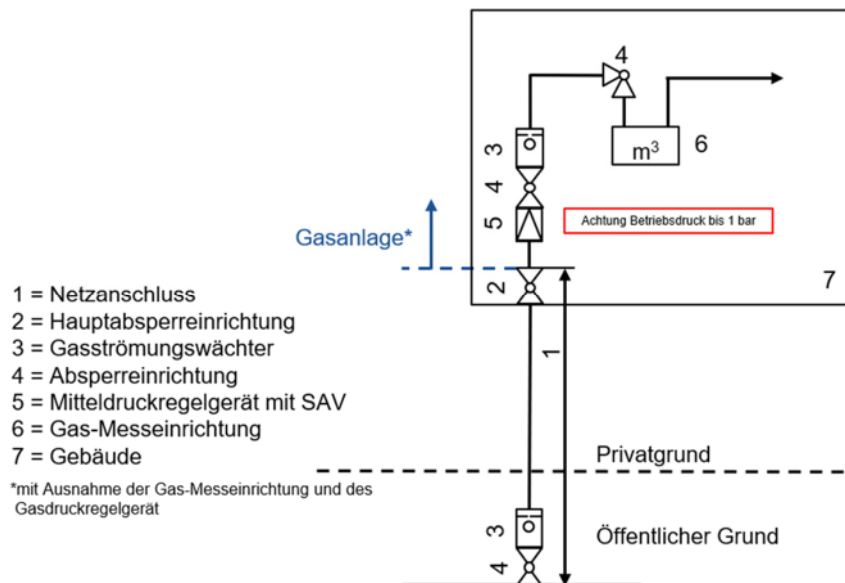 4
3
m³
6
4
5
Achtung Betriebsdruck bis 1 bar
Gasanlage*
2
7
1 = Netzanschluss
2 = Hauptabsperreinrichtung
3 = Gasströmungswächter
4 = Absperreinrichtung
5 = Mitteldruckregelgerät mit SAV
6 = Gas-Messeinrichtung
7 = Gebäude
*mit Ausnahme der Gas-Messeinrichtung und des
Gasdruckregelgerät
1
Privatgrund
3
Öffentlicher Grund
4